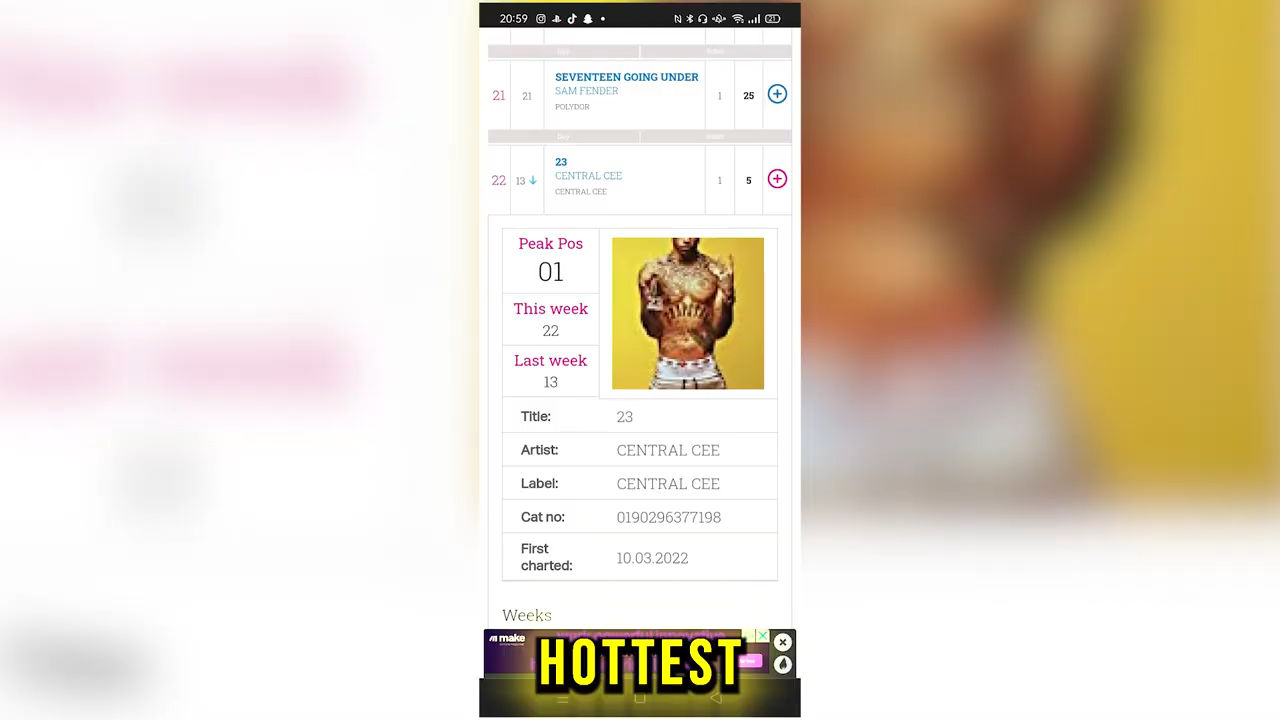 20:59
21
21
21
SEVENTEEN GOING UNDER
SAM FENDER
POLYDOR
1
25
22
13
23
CENTRAL CEE
CENTRAL CEE
1
5
Peak Pos
01
This week
22
Last week
13
Title: 23
Artist: CENTRAL CEE
Label: CENTRAL CEE
Cat no: 0190296377198
First charted: 10.03.2022
Weeks
make
HOTTEST